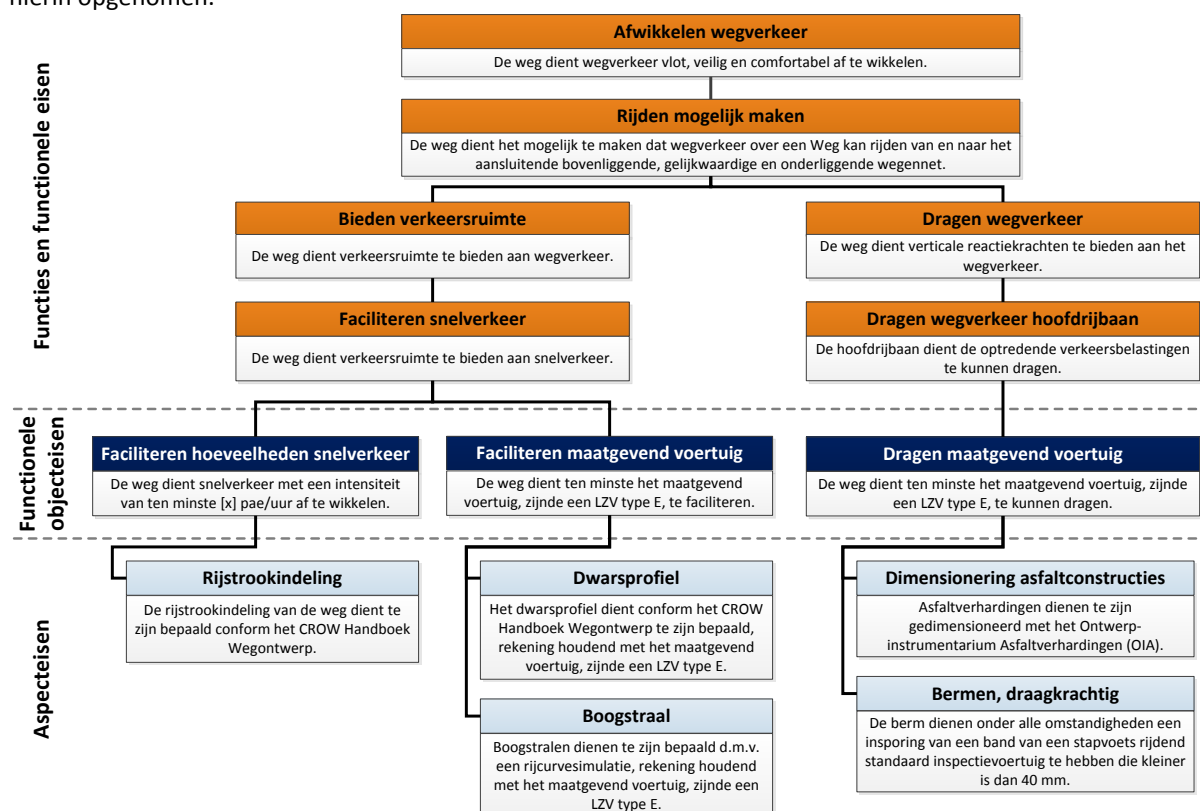 hierin opgenomen.
Afwikkelen wegverkeer
De weg dient wegverkeer vlot, veilig en comfortabel af te wikkelen.
Rijden mogelijk maken
De weg dient het mogelijk te maken dat wegverkeer over een Weg kan rijden van en naar het
aansluitende bovenliggende, gelijkwaardige en onderliggende wegennet.
Functies en functionele eisen
Bieden verkeersruimte
De weg dient verkeersruimte te bieden aan wegverkeer.
Dragen wegverkeer
De weg dient verticale reactiekrachten te bieden aan het
wegverkeer.
Faciliteren snelverkeer
De weg dient verkeersruimte te bieden aan snelverkeer.
Dragen wegverkeer hoofdrijbaan
De hoofdrijbaan dient de optredende verkeersbelastingen
te kunnen dragen.
Functionele
objecteisen
Faciliteren hoeveelheden snelverkeer
De weg dient snelverkeer met een intensiteit
van ten minste [x] pae/uur af te wikkelen.
Faciliteren maatgevend voertuig
De weg dient ten minste het maatgevend
voertuig, zijnde een LZV type E, te faciliteren.
Dragen maatgevend voertuig
De weg dient ten minste het maatgevend voertuig, zijnde
een LZV type E, te kunnen dragen.
Aspecteisen
Rijstrookindeling
De rijstrookindeling van de weg dient te
zijn bepaald conform het CROW Handboek
Wegontwerp.
Dwarsprofiel
Het dwarsprofiel dient conform het CROW
Handboek Wegontwerp te zijn bepaald,
rekening houdend met het maatgevend
voertuig, zijnde een LZV type E.
Dimensionering asfaltconstructies
Asfaltverhardingen dienen te zijn
gedimensioneerd met het Ontwerp-
instrumentarium Asfaltverhardingen (OIA).
Boogstraal
Boogstralen dienen te zijn bepaald d.m.v.
een rijcurvesimulatie, rekening houdend
met het maatgevend voertuig, zijnde een
LZV type E.
Bermen, draagkrachtig
De berm dienen onder alle omstandigheden een
insporing van een band van een stapvoets rijdend
standaard inspectievoertuig te hebben die kleiner
is dan 40 mm.